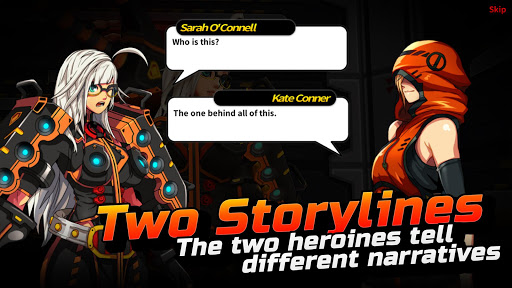 Skip
Sarah O'Connell
Who is this?
Kate Conner
The one behind all of this.
Two Storylines
The two heroines tell
different narratives